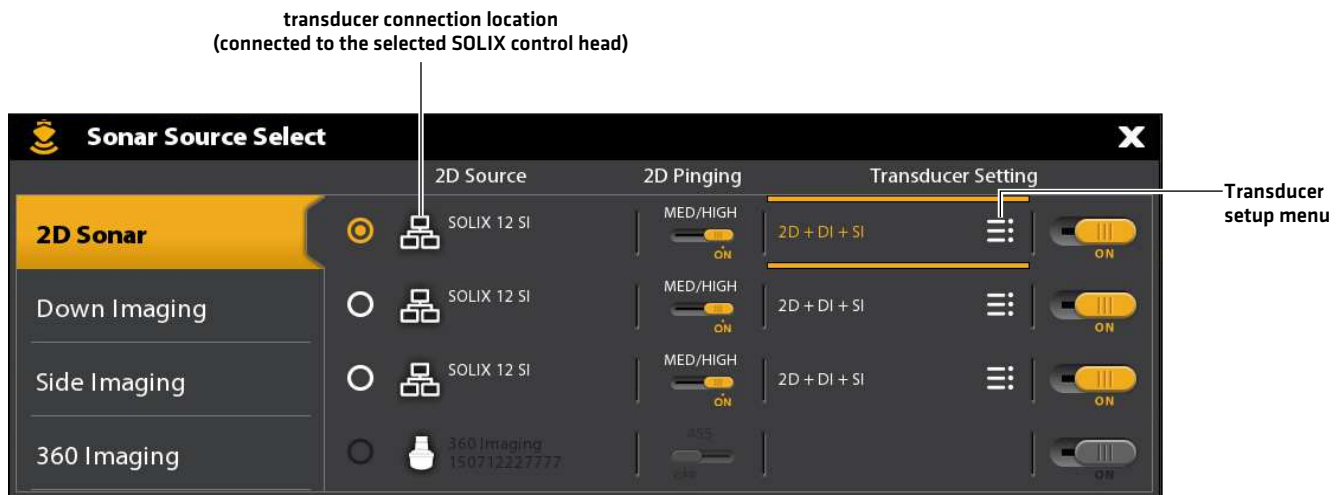 transducer connection location
(connected to the selected SOLIX control head)
Sonar Source Select
X
2D Source 2D Pinging Transducer Setting
2D Sonar
SOLIX 12 SI
MED/HIGH
ON
2D + DI + SI
ON
Transducer
setup menu
Down Imaging
SOLIX 12 SI
MED/HIGH
ON
2D + DI + SI
ON
Side Imaging
SOLIX 12 SI
MED/HIGH
ON
2D + DI + SI
ON
360 Imaging
360 Imaging
150712227777
455
ON